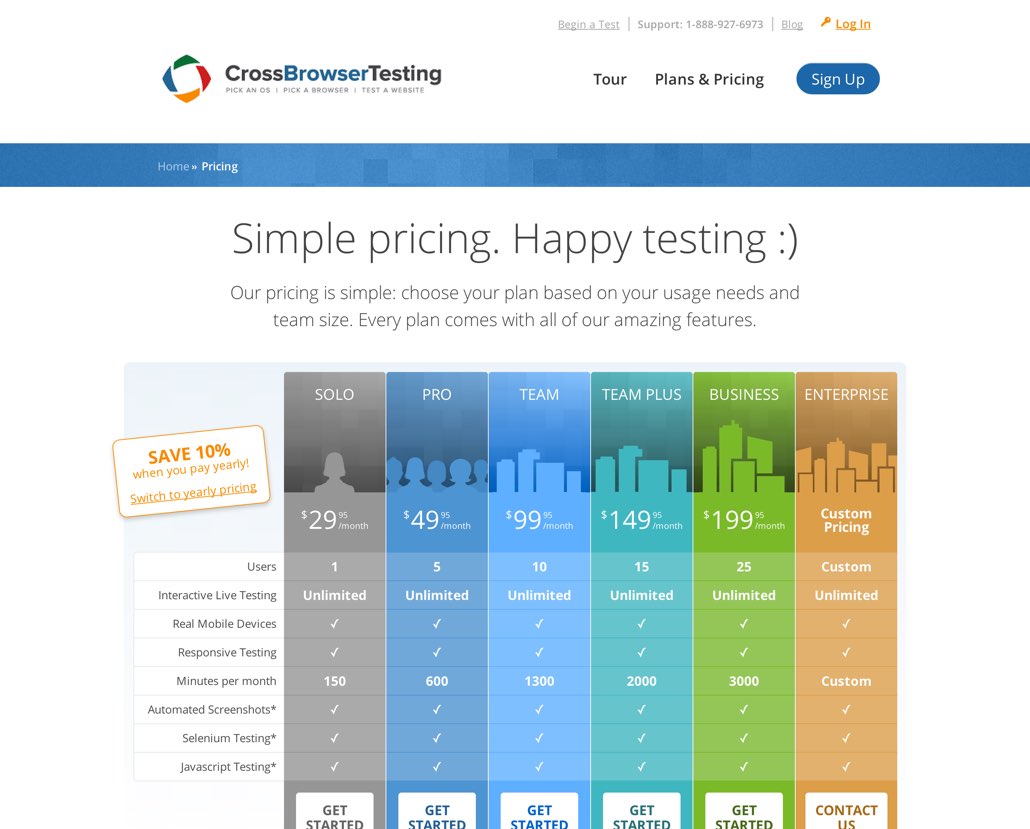 Begin a Test | Support: 1-888-927-6973 | Blog Log In
CrossBrowserTesting
PICK AN OS | PICK A BROWSER | TEST A WEBSITE
Tour Plans & Pricing Sign Up
Home » Pricing
Simple pricing. Happy testing :)
Our pricing is simple: choose your plan based on your usage needs and
team size. Every plan comes with all of our amazing features.
SOLO PRO TEAM TEAM PLUS BUSINESS ENTERPRISE
SAVE 10%
when you pay yearly!
Switch to yearly pricing
$29.95/month $49.95/month $99.95/month $149.95/month $199.95/month Custom Pricing
Users 1 5 10 15 25 Custom
Interactive Live Testing Unlimited Unlimited Unlimited Unlimited Unlimited Unlimited
Real Mobile Devices ✓ ✓ ✓ ✓ ✓ ✓
Responsive Testing ✓ ✓ ✓ ✓ ✓ ✓
Minutes per month 150 600 1300 2000 3000 Custom
Automated Screenshots* ✓ ✓ ✓ ✓ ✓ ✓
Selenium Testing* ✓ ✓ ✓ ✓ ✓ ✓
Javascript Testing* ✓ ✓ ✓ ✓ ✓ ✓
GET GET GET GET GET CONTACT
STARTED STARTED STARTED STARTED STARTED US